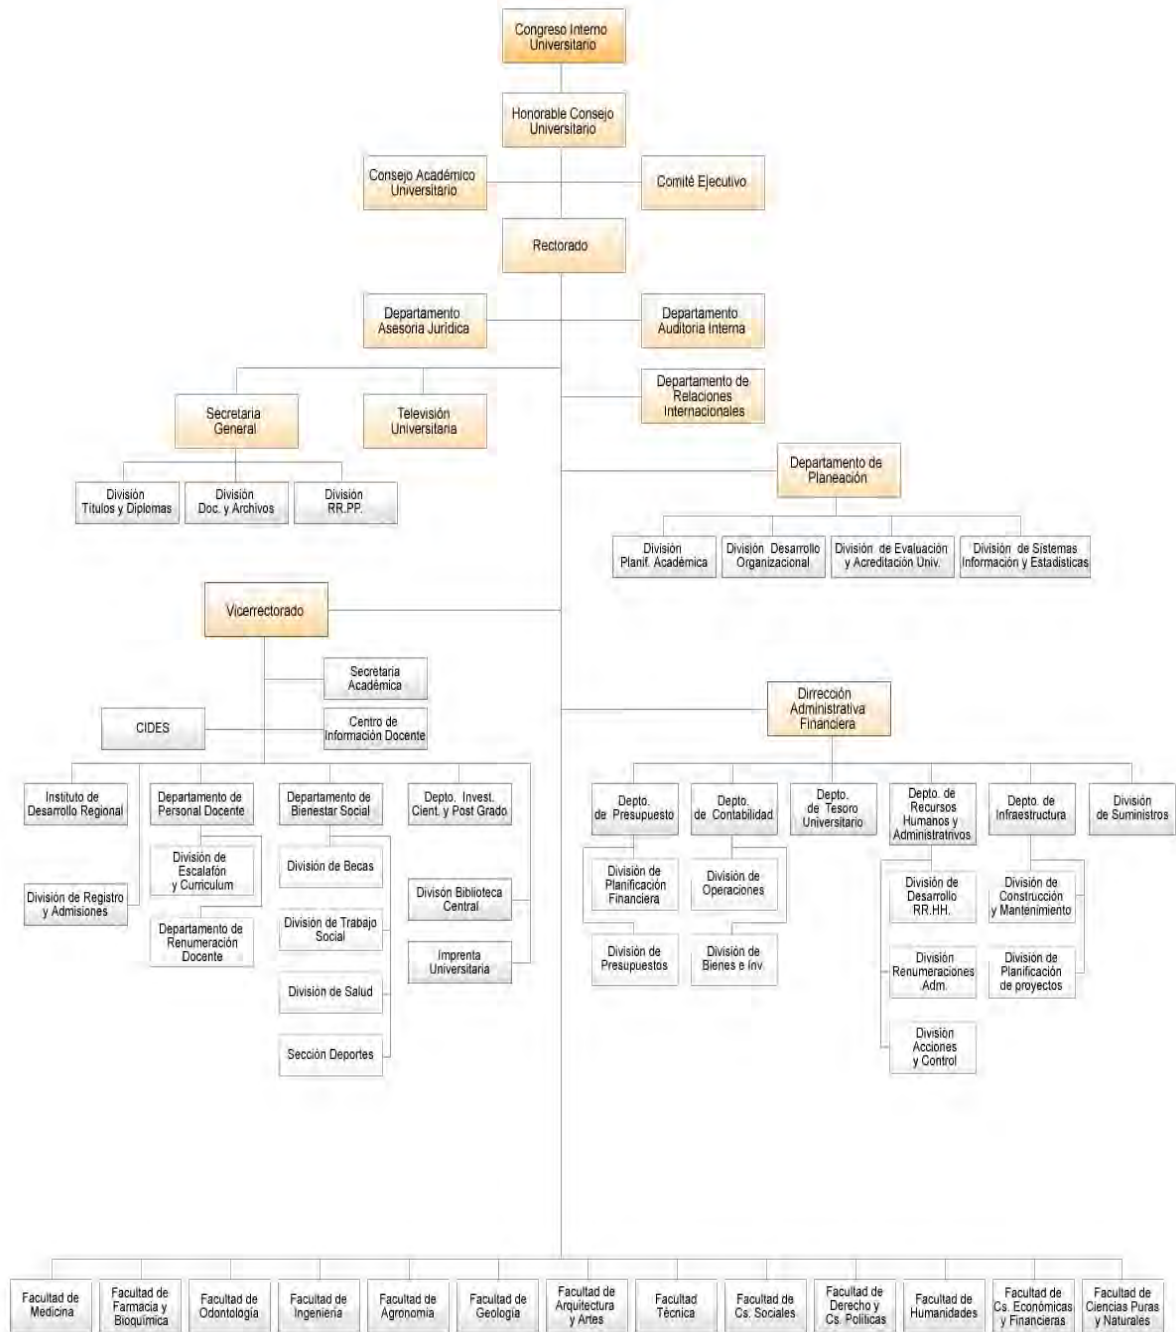 Congreso Interno
Universitario
Honorable Consejo
Universitario
Consejo Académico
Universitario
Comité Ejecutivo
Rectorado
Departamento
Asesoria Jurídica
Departamento
Auditoria Interna
Departamento de
Relaciones
Internacionales
Secretaria
General
Televisión
Universitaria
Departamento de
Planeación
División
Titulos y Diplomas
División
Doc. y Archivos
División
RR.PP.
División
Planif. Académica
División Desarrollo
Organizacional
División de Evaluación
y Acreditación Univ.
División de Sistemas
Información y Estadisticas
Vicerrectorado
Secretaria
Académica
CIDES
Centro de
Información Docente
Dirrección
Administrativa
Financiera
Instituto de
Desarrollo Regional
Departamento de
Personal Docente
Departamento de
Bienestar Social
Depto. Invest.
Cient. y Post Grado
División de Registro
y Admisiones
División de
Escalafón
y Curriculum
Departamento de
Renumeración
Docente
División de Becas
División de Trabajo
Social
División de Salud
Sección Deportes
Divisón Biblioteca
Central
Imprenta
Universitaria
Depto.
de Presupuesto
Depto.
de Contabilidad
Depto.
de Tesoro
Universitario
Depto. de
Recursos
Humanos y
Administrativos
Depto. de
Infraestructura
División
de Suministros
División de
Planificación
Financiera
División de
Presupuestos
División de
Operaciones
División de
Bienes e Inv.
División de
Desarrollo
RR.HH.
División
Renumeraciones
Adm.
División
Acciones
y Control
División de
Construcción
y Mantenimiento
División de
Planificación
de proyectos
Facultad de
Medicina
Facultad de
Farmacia y
Bioquímica
Facultad de
Odontología
Facultad de
Ingeniería
Facultad de
Agronomía
Facultad de
Geología
Facultad de
Arquitectura
y Artes
Facultad
Técnica
Facultad de
Cs. Sociales
Facultad de
Derecho y
Cs. Políticas
Facultad de
Humanidades
Facultad de
Cs. Económicas
y Financieras
Facultad de
Ciencias Puras
y Naturales